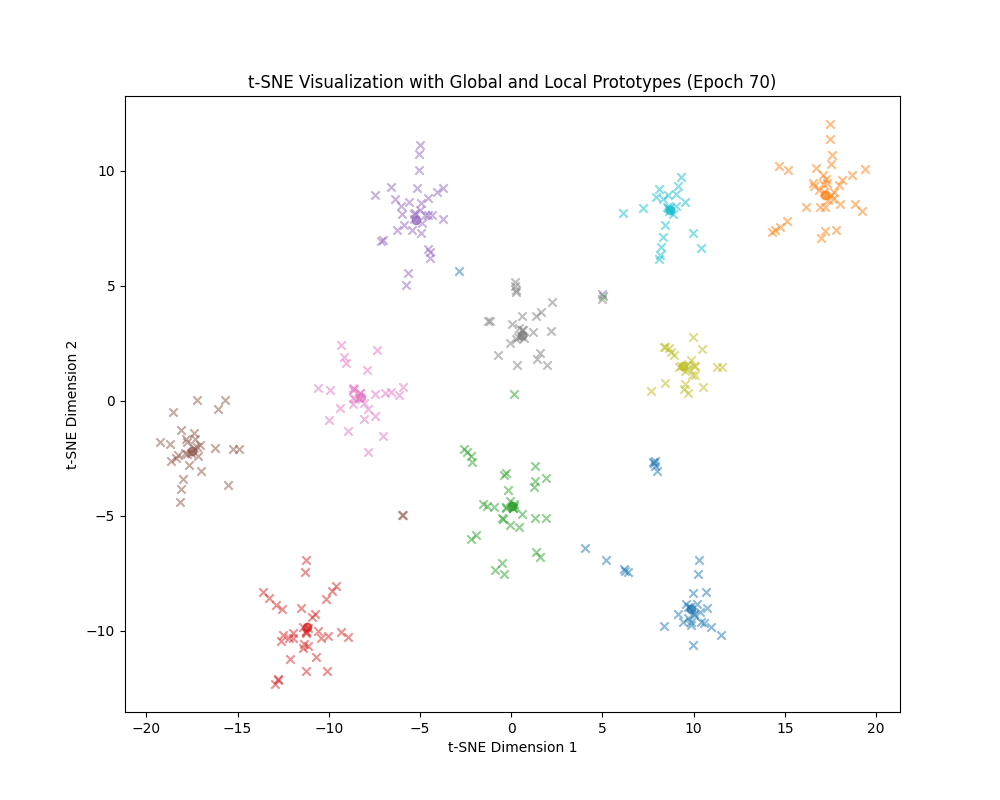 t-SNE Visualization with Global and Local Prototypes (Epoch 70)
10
5
0
−5
−10
t-SNE Dimension 2
−20 −15 −10 −5 0 5 10 15 20
t-SNE Dimension 1